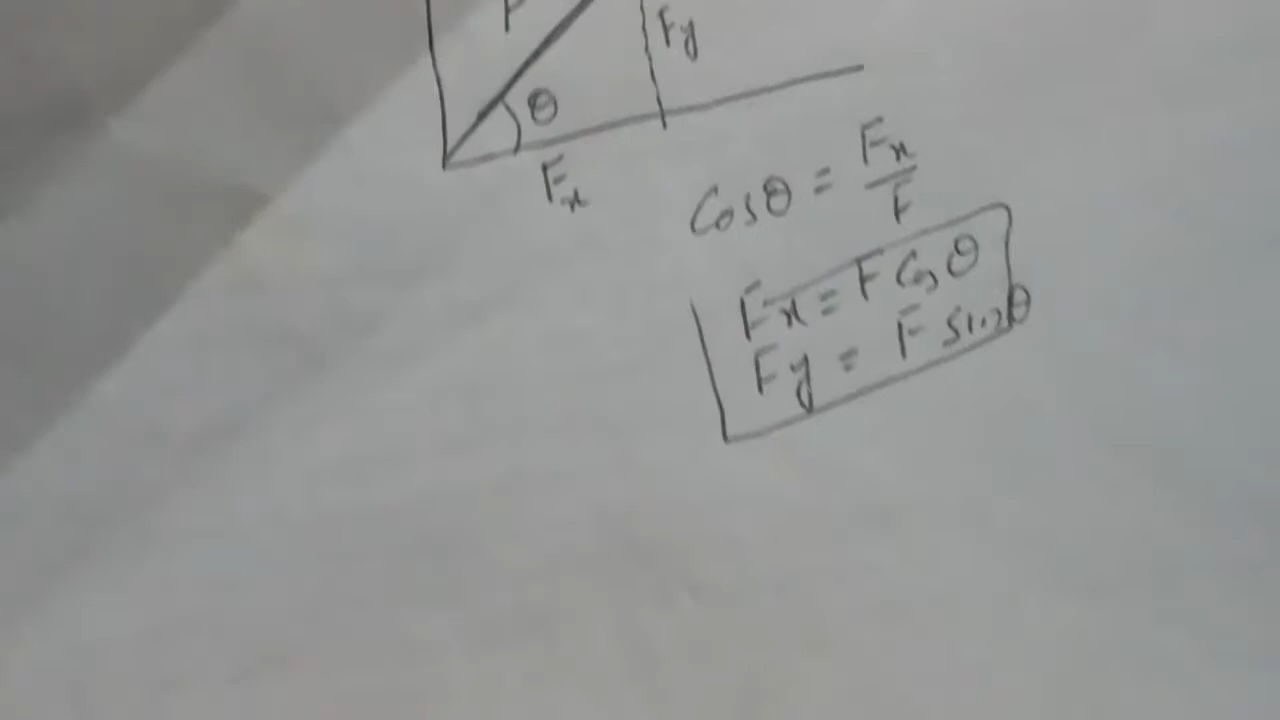 F
Fy
θ
Fx
Cosθ = Fx/F
Fx = F Cos θ
Fy = F sinθ